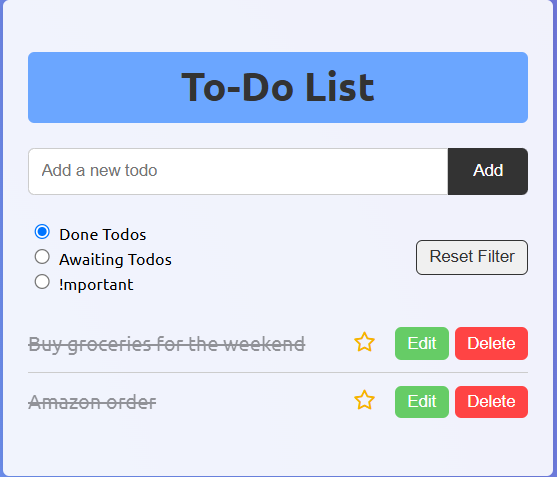 To-Do List
Add a new todo Add
Done Todos
Awaiting Todos
!mportant
Reset Filter
Buy groceries for the weekend Edit Delete
Amazon order Edit Delete